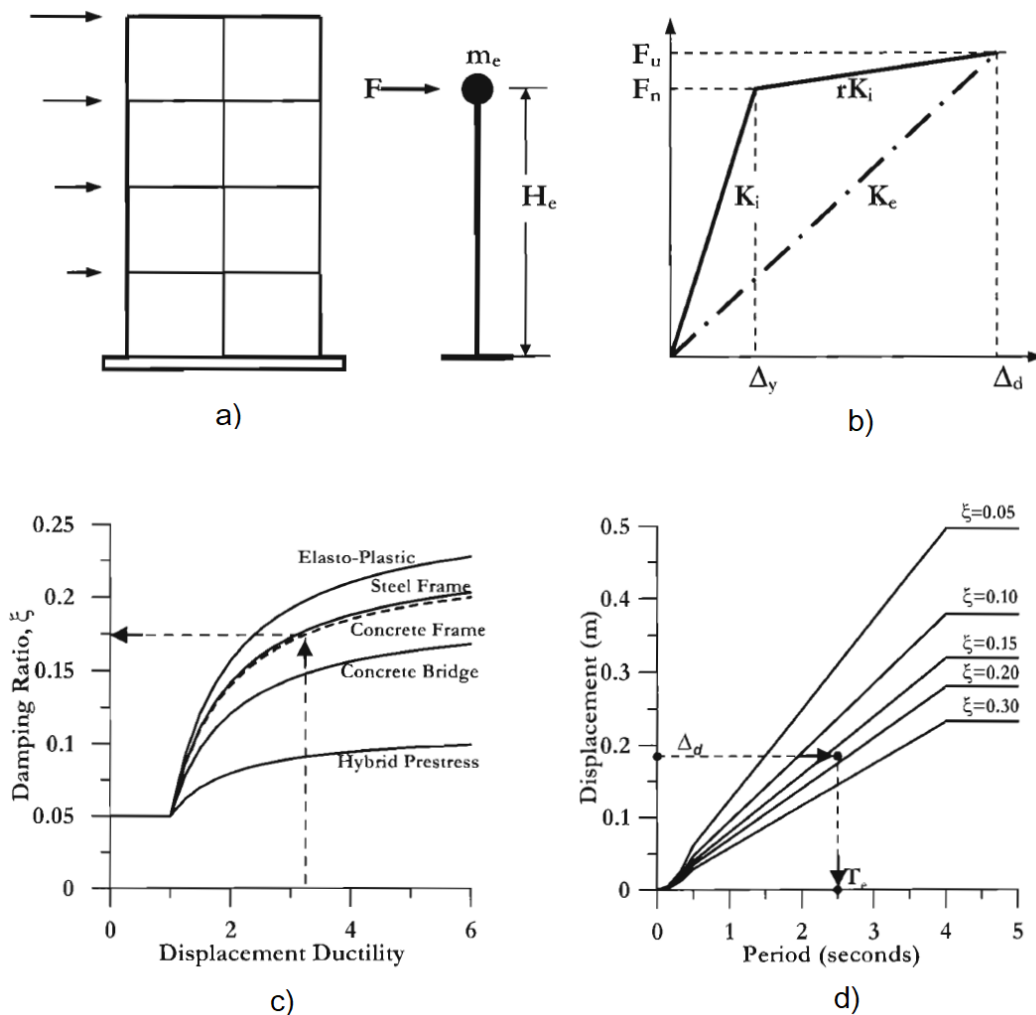 F
mₑ
Hₑ
a)
Fᵤ
Fₙ
rKᵢ
Kᵢ
Kₑ
Δᵧ
Δ_d
b)
0.25
0.2
0.15
0.1
0.05
0
Damping Ratio, ξ
Elasto-Plastic
Steel Frame
Concrete Frame
Concrete Bridge
Hybrid Prestress
0 2 4 6
Displacement Ductility
c)
0.5
0.4
0.3
0.2
0.1
0
Displacement (m)
ξ=0.05
ξ=0.10
ξ=0.15
ξ=0.20
ξ=0.30
Δ_d
Tₑ
0 1 2 3 4 5
Period (seconds)
d)